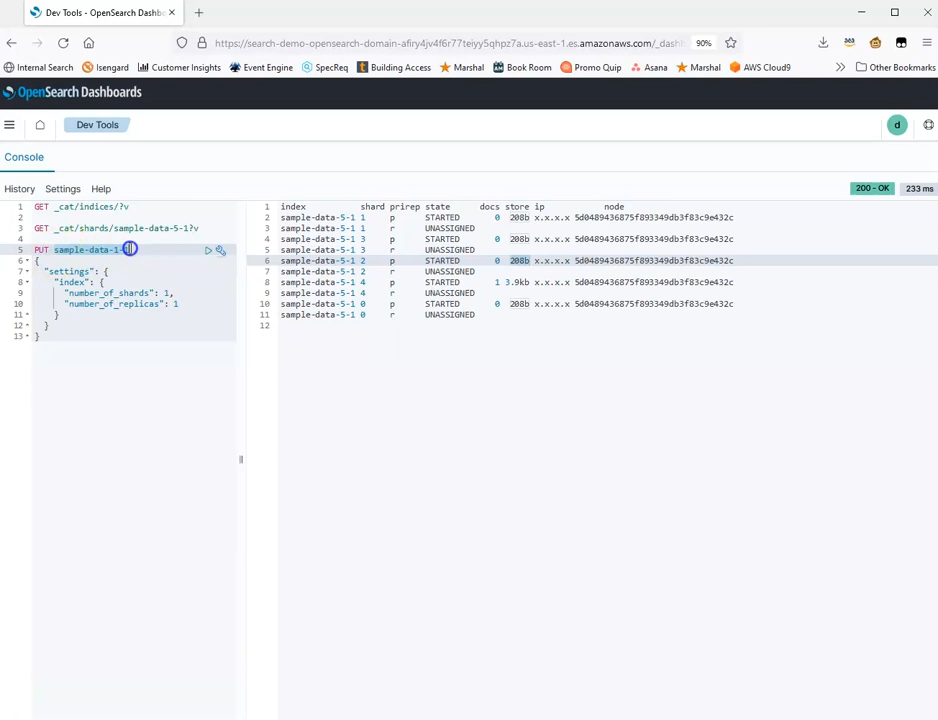 Dev Tools - OpenSearch Dashbo
https://search-demo-opensearch-domain-afiry4jv4f6r77teiyy5qhpz7a.us-east-1.es.amazonaws.com/_dash
90%
Internal Search Isengard Customer Insights Event Engine SpecReq Building Access Marshal Book Room Promo Quip Asana Marshal AWS Cloud9 Other Bookmarks
OpenSearch Dashboards
Dev Tools d
Console
History Settings Help 200 - OK 233 ms
1 GET _cat/indices/?v
2
3 GET _cat/shards/sample-data-5-1?v
4
5 PUT sample-data-1-
6 {
7 "settings": {
8 "index": {
9 "number_of_shards": 1,
10 "number_of_replicas": 1
11 }
12 }
13 }
1 index shard prirep state docs store ip node
2 sample-data-5-1 1 p STARTED 0 208b x.x.x.x 5d0489436875f893349db3f83c9e432c
3 sample-data-5-1 1 r UNASSIGNED
4 sample-data-5-1 3 p STARTED 0 208b x.x.x.x 5d0489436875f893349db3f83c9e432c
5 sample-data-5-1 3 r UNASSIGNED
6 sample-data-5-1 2 p STARTED 0 208b x.x.x.x 5d0489436875f893349db3f83c9e432c
7 sample-data-5-1 2 r UNASSIGNED
8 sample-data-5-1 4 p STARTED 1 3.9kb x.x.x.x 5d0489436875f893349db3f83c9e432c
9 sample-data-5-1 4 r UNASSIGNED
10 sample-data-5-1 0 p STARTED 0 208b x.x.x.x 5d0489436875f893349db3f83c9e432c
11 sample-data-5-1 0 r UNASSIGNED
12